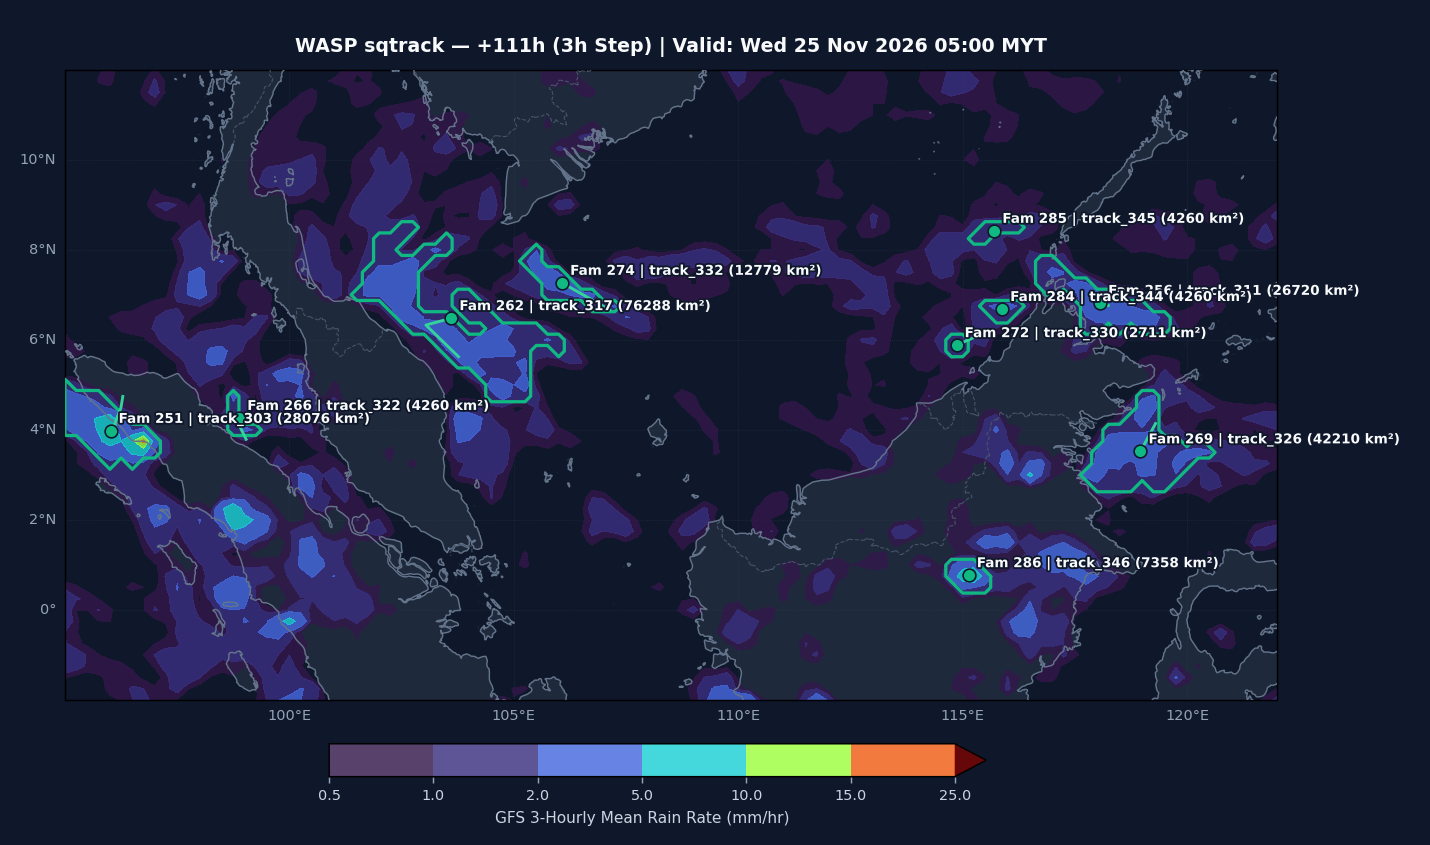 WASP sqtrack — +111h (3h Step) | Valid: Wed 25 Nov 2026 05:00 MYT
10°N
8°N
6°N
4°N
2°N
0°
Fam 285 | track_345 (4260 km²)
Fam 274 | track_332 (12779 km²)
Fam 256 | track_311 (26720 km²)
Fam 284 | track_344 (4260 km²)
Fam 262 | track_317 (76288 km²)
Fam 272 | track_330 (2711 km²)
Fam 266 | track_322 (4260 km²)
Fam 251 | track_303 (28076 km²)
Fam 269 | track_326 (42210 km²)
Fam 286 | track_346 (7358 km²)
100°E 105°E 110°E 115°E 120°E
0.5 1.0 2.0 5.0 10.0 15.0 25.0
GFS 3-Hourly Mean Rain Rate (mm/hr)